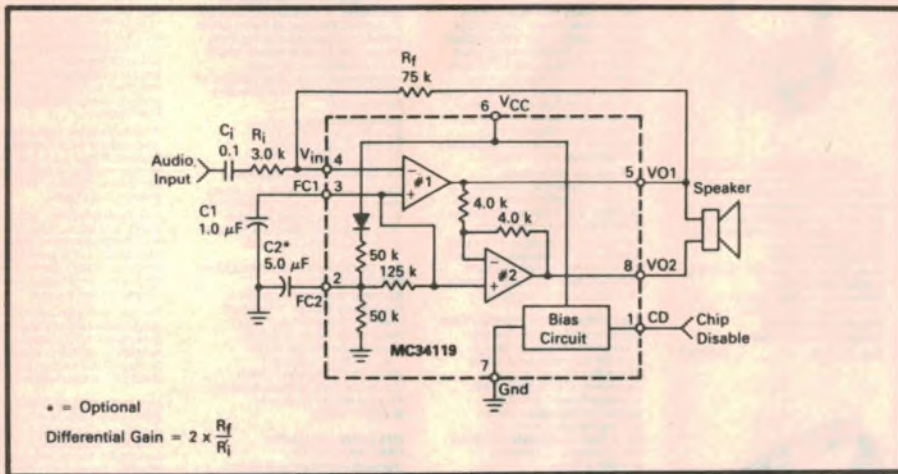 Rf
75 k
6 VCC
Ci
0.1
Ri
3.0 k
Vin
4
Audio
Input
FC1
3
−
#1
+
5
VO1
Speaker
4.0 k
4.0 k
C1
1.0 μF
C2*
5.0 μF
50 k
125 k
−
#2
+
2
FC2
8
VO2
50 k
Bias
Circuit
1
CD
Chip
Disable
MC34119
7
Gnd
• = Optional
Differential Gain = 2 x Rf/Ri